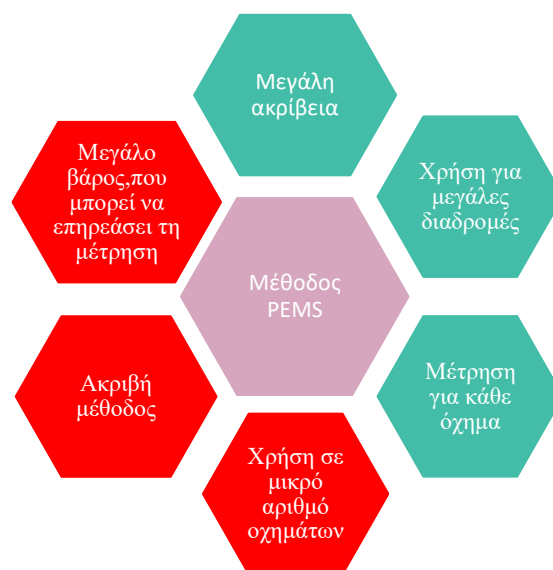 Μεγάλη
ακρίβεια
Χρήση για
μεγάλες
διαδρομές
Μέτρηση
για κάθε
όχημα
Χρήση σε
μικρό
αριθμό
οχημάτων
Ακριβή
μέθοδος
Μεγάλο
βάρος,που
μπορεί να
επηρεάσει τη
μέτρηση
Μέθοδος
PEMS